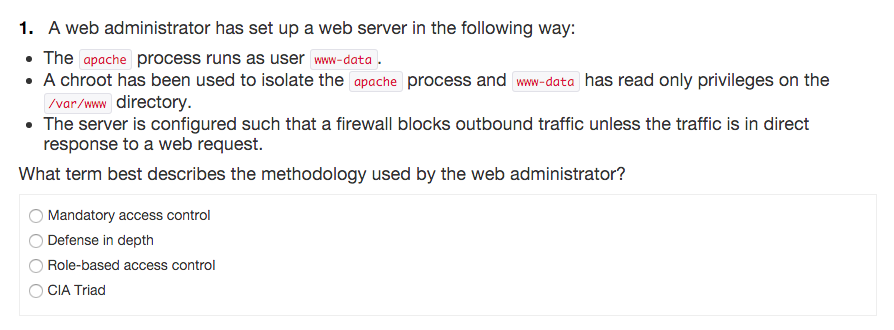 1. A web administrator has set up a web server in the following way:
• The apache process runs as user www-data.
• A chroot has been used to isolate the apache process and www-data has read only privileges on the
/var/www directory.
• The server is configured such that a firewall blocks outbound traffic unless the traffic is in direct
response to a web request.
What term best describes the methodology used by the web administrator?
Mandatory access control
Defense in depth
Role-based access control
CIA Triad